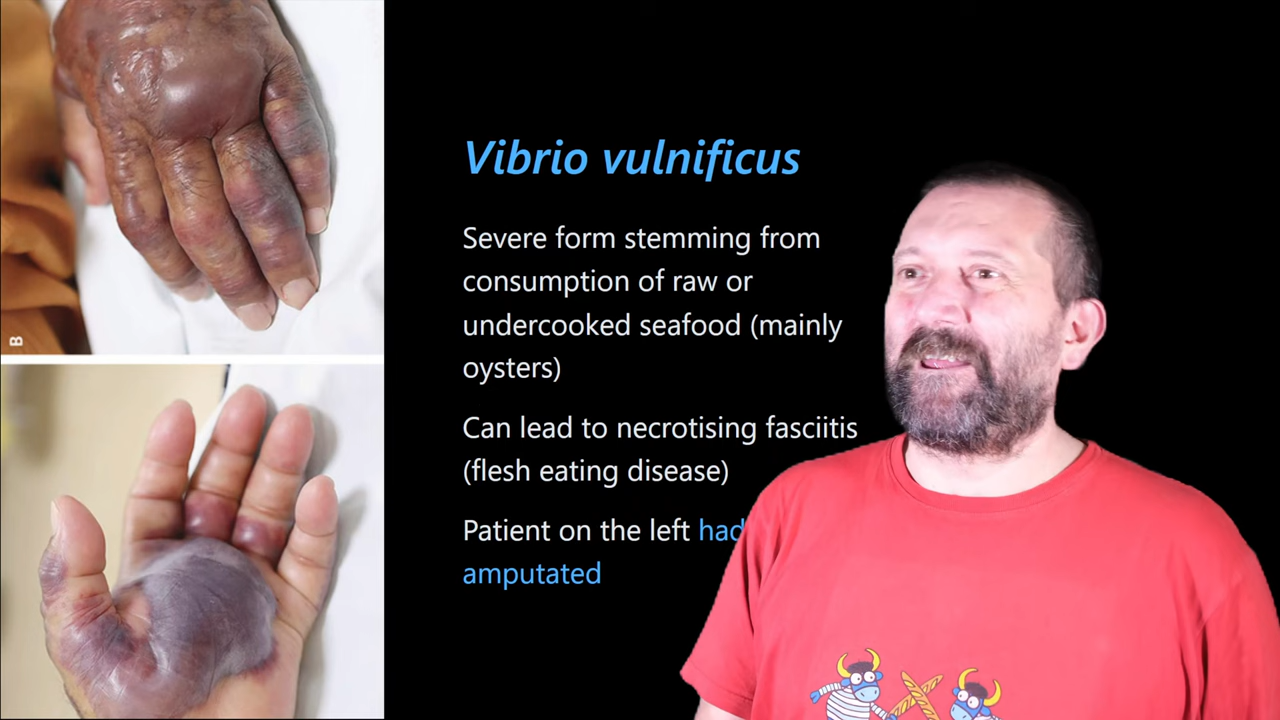 B
Vibrio vulnificus
Severe form stemming from
consumption of raw or
undercooked seafood (mainly
oysters)
Can lead to necrotising fasciitis
(flesh eating disease)
Patient on the left had
amputated